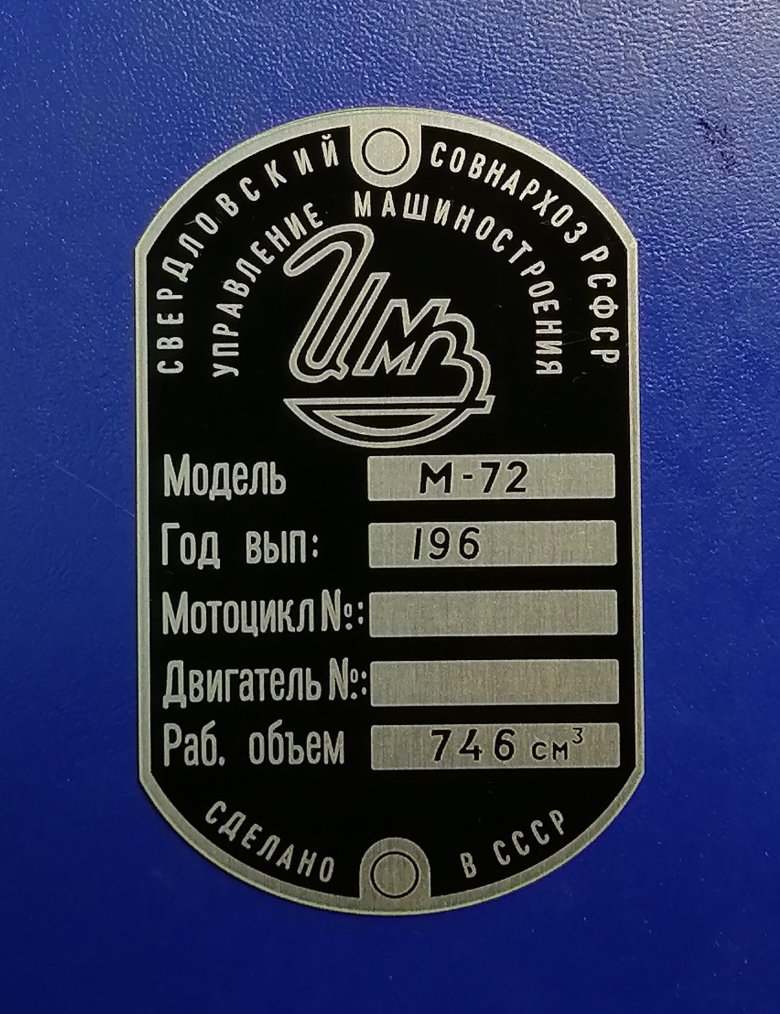 СВЕРДЛОВСКИЙ СОВНАРХОЗ РСФСР
УПРАВЛЕНИЕ МАШИНОСТРОЕНИЯ
ИМЗ
Модель М-72
Год вып: 196
Мотоцикл №:
Двигатель №:
Раб. объем 746 см³
СДЕЛАНО В СССР